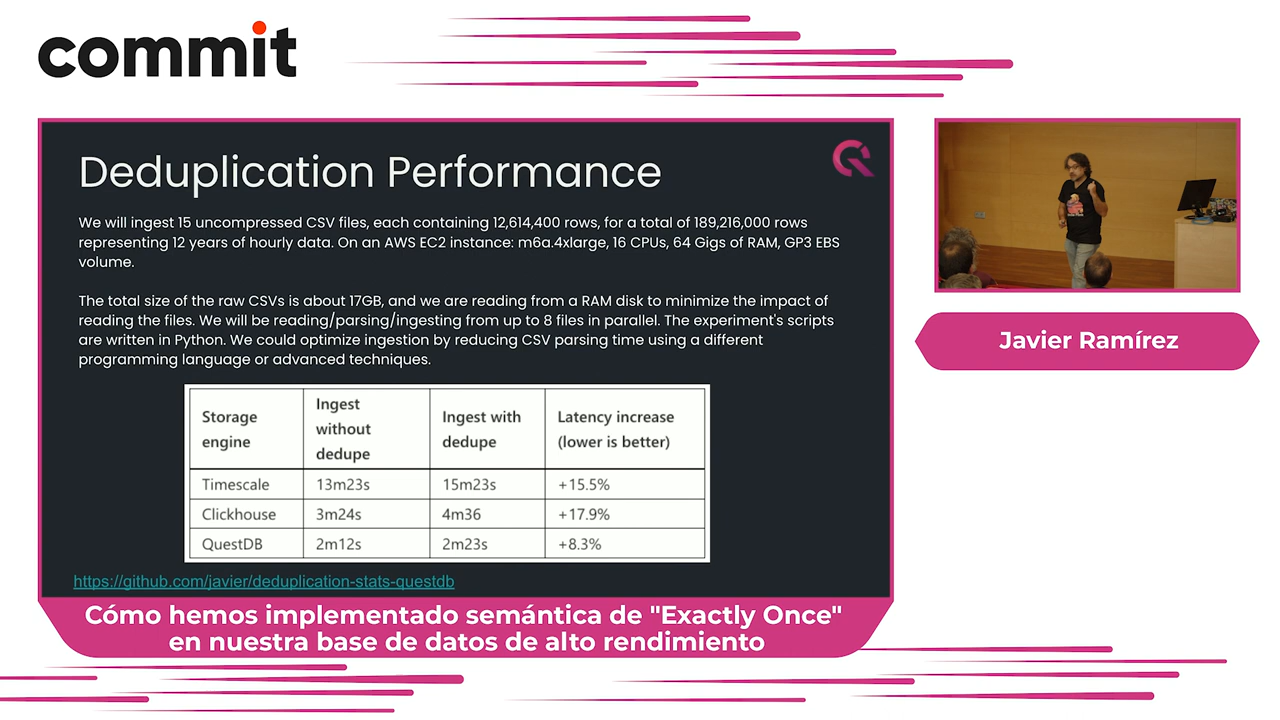 commit
Deduplication Performance
We will ingest 15 uncompressed CSV files, each containing 12,614,400 rows, for a total of 189,216,000 rows
representing 12 years of hourly data. On an AWS EC2 instance: m6a.4xlarge, 16 CPUs, 64 Gigs of RAM, GP3 EBS
volume.
The total size of the raw CSVs is about 17GB, and we are reading from a RAM disk to minimize the impact of
reading the files. We will be reading/parsing/ingesting from up to 8 files in parallel. The experiment's scripts
are written in Python. We could optimize ingestion by reducing CSV parsing time using a different
programming language or advanced techniques.
Storage engine Ingest without dedupe Ingest with dedupe Latency increase (lower is better)
Timescale 13m23s 15m23s +15.5%
Clickhouse 3m24s 4m36 +17.9%
QuestDB 2m12s 2m23s +8.3%
https://github.com/javier/deduplication-stats-questdb
Cómo hemos implementado semántica de "Exactly Once"
en nuestra base de datos de alto rendimiento
Javier Ramírez